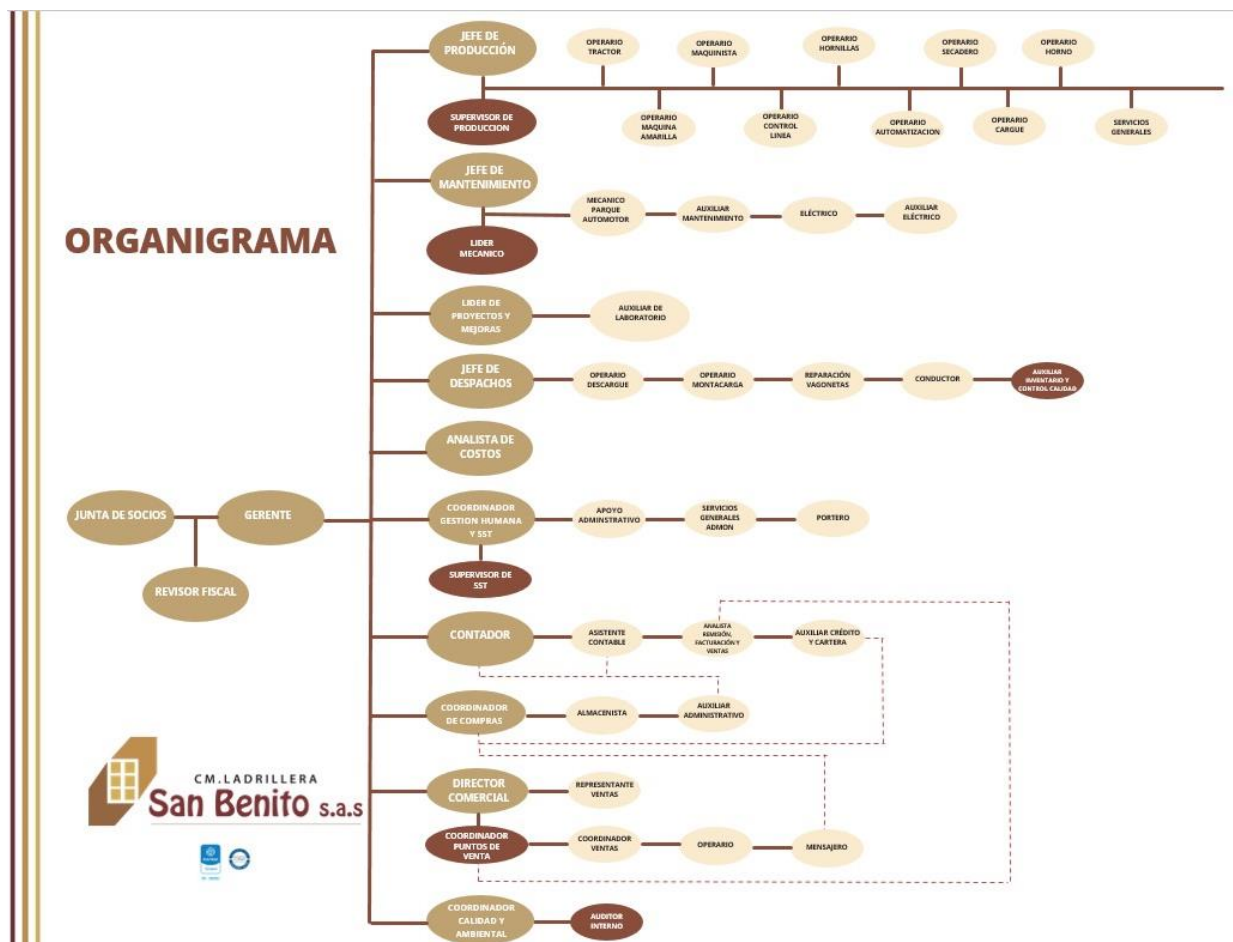 JEFE DE
PRODUCCIÓN
OPERARIO
TRACTOR
OPERARIO
MAQUINISTA
OPERARIO
HORNILLAS
OPERARIO
SECADERO
OPERARIO
HORNO
SUPERVISOR DE
PRODUCCION
OPERARIO
MAQUINA
AMARILLA
OPERARIO
CONTROL
LINEA
OPERARIO
AUTOMATIZACION
OPERARIO
CARGUE
SERVICIOS
GENERALES
JEFE DE
MANTENIMIENTO
MECANICO
PARQUE
AUTOMOTOR
AUXILIAR
MANTENIMIENTO
ELÉCTRICO
AUXILIAR
ELÉCTRICO
ORGANIGRAMA
LIDER
MECANICO
LIDER DE
PROYECTOS Y
MEJORAS
AUXILIAR DE
LABORATORIO
JEFE DE
DESPACHOS
OPERARIO
DESCARGUE
OPERARIO
MONTACARGA
REPARACIÓN
VAGONETAS
CONDUCTOR
AUXILIAR
INVENTARIO Y
CONTROL CALIDAD
ANALISTA DE
COSTOS
JUNTA DE SOCIOS
GERENTE
COORDINADOR
GESTION HUMANA
Y SST
APOYO
ADMINSTRATIVO
SERVICIOS
GENERALES
ADMON
PORTERO
REVISOR FISCAL
SUPERVISOR DE
SST
CONTADOR
ASISTENTE
CONTABLE
ANALISTA
REMISIÓN,
FACTURACIÓN Y
VENTAS
AUXILIAR CRÉDITO
Y CARTERA
COORDINADOR
DE COMPRAS
ALMACENISTA
AUXILIAR
ADMINISTRATIVO
CM.LADRILLERA
San Benito s.a.s
DIRECTOR
COMERCIAL
REPRESENTANTE
VENTAS
COORDINADOR
PUNTOS DE
VENTA
COORDINADOR
VENTAS
OPERARIO
MENSAJERO
COORDINADOR
CALIDAD Y
AMBIENTAL
AUDITOR
INTERNO